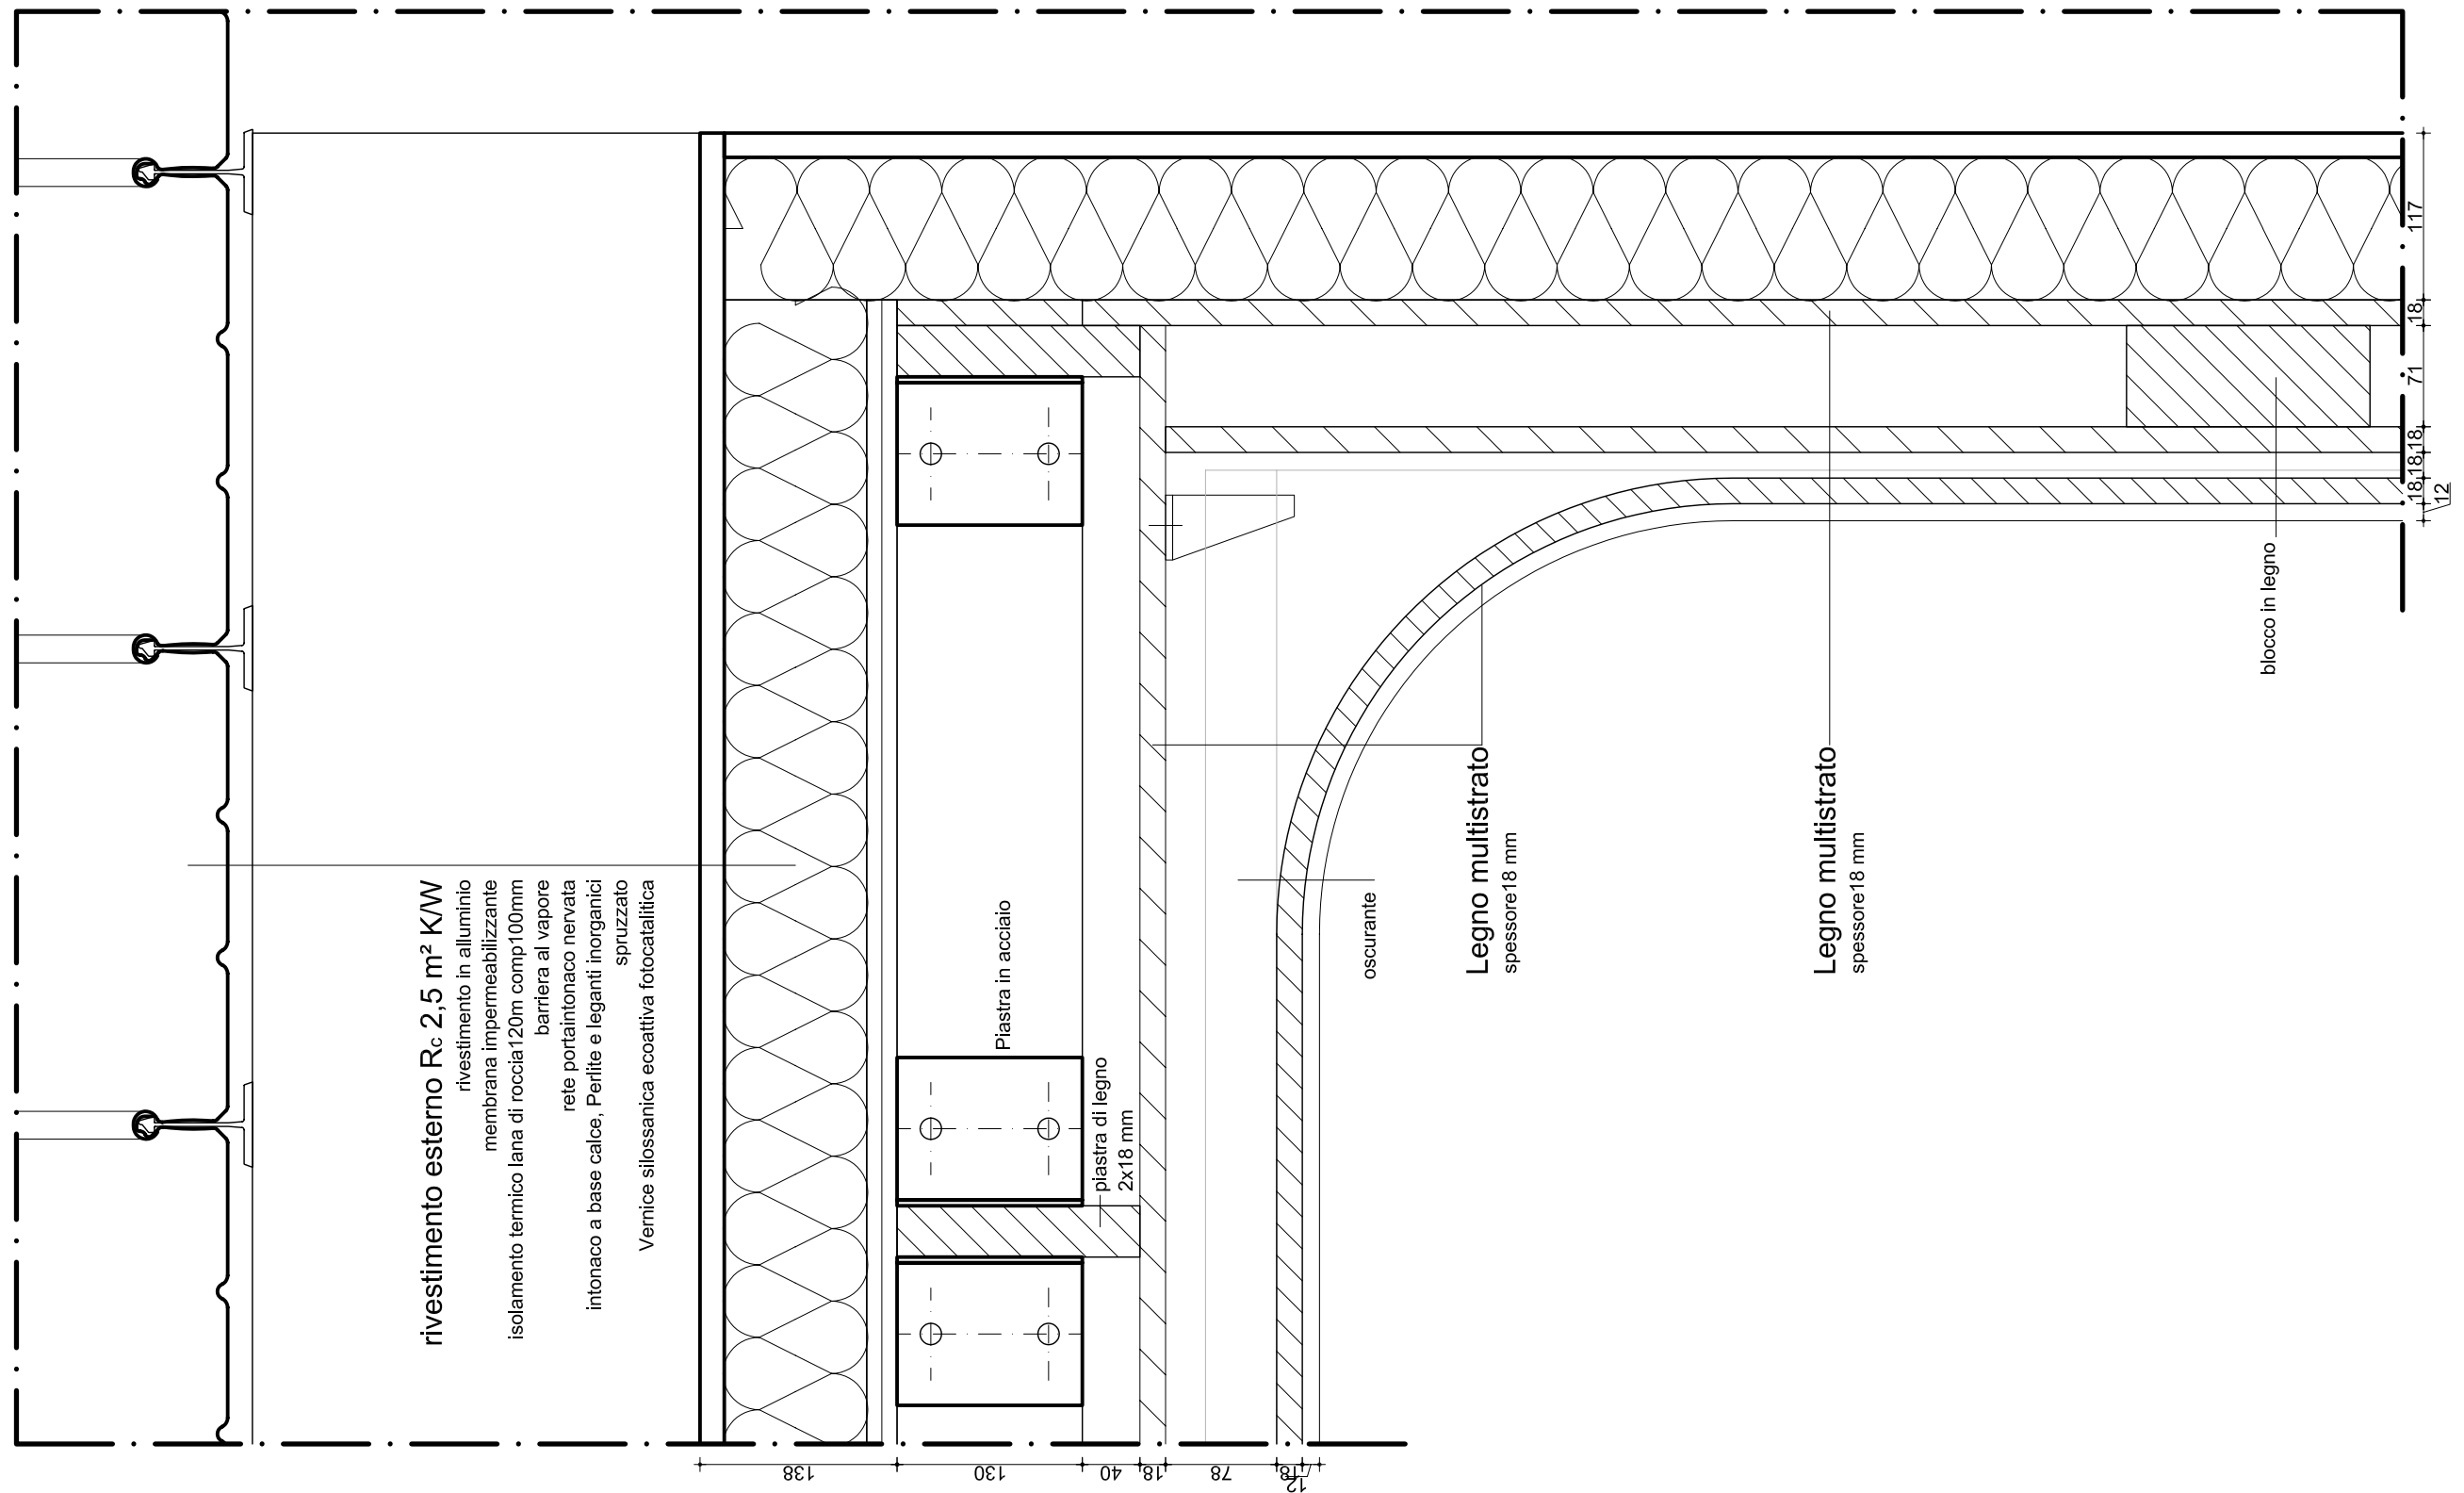 rivestimento esterno Rc 2,5 m² K/W
rivestimento in alluminio
membrana impermeabilizzante
isolamento termico lana di roccia120m comp100mm
barriera al vapore
rete portaintonaco nervata
intonaco a base calce, Perlite e leganti inorganici
spruzzato
Vernice silossanica ecoattiva fotocatalitica
Piastra in acciaio
piastra di legno
2x18 mm
oscurante
Legno multistrato
spessore18 mm
Legno multistrato
spessore18 mm
blocco in legno
117
18
71
18
18
18
12
138
130
40
18
78
18
12